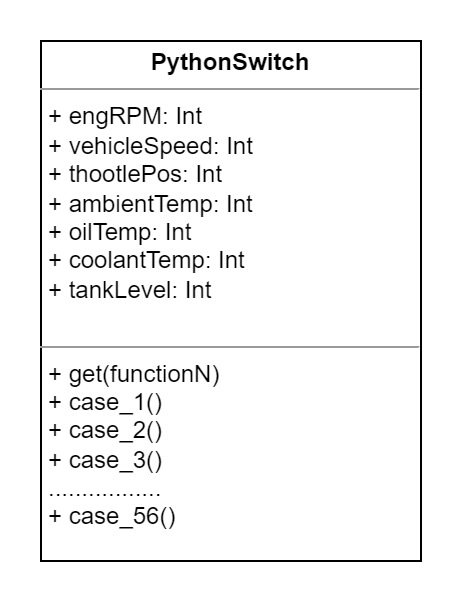 PythonSwitch
+ engRPM: Int
+ vehicleSpeed: Int
+ thootlePos: Int
+ ambientTemp: Int
+ oilTemp: Int
+ coolantTemp: Int
+ tankLevel: Int
+ get(functionN)
+ case_1()
+ case_2()
+ case_3()
.................
+ case_56()